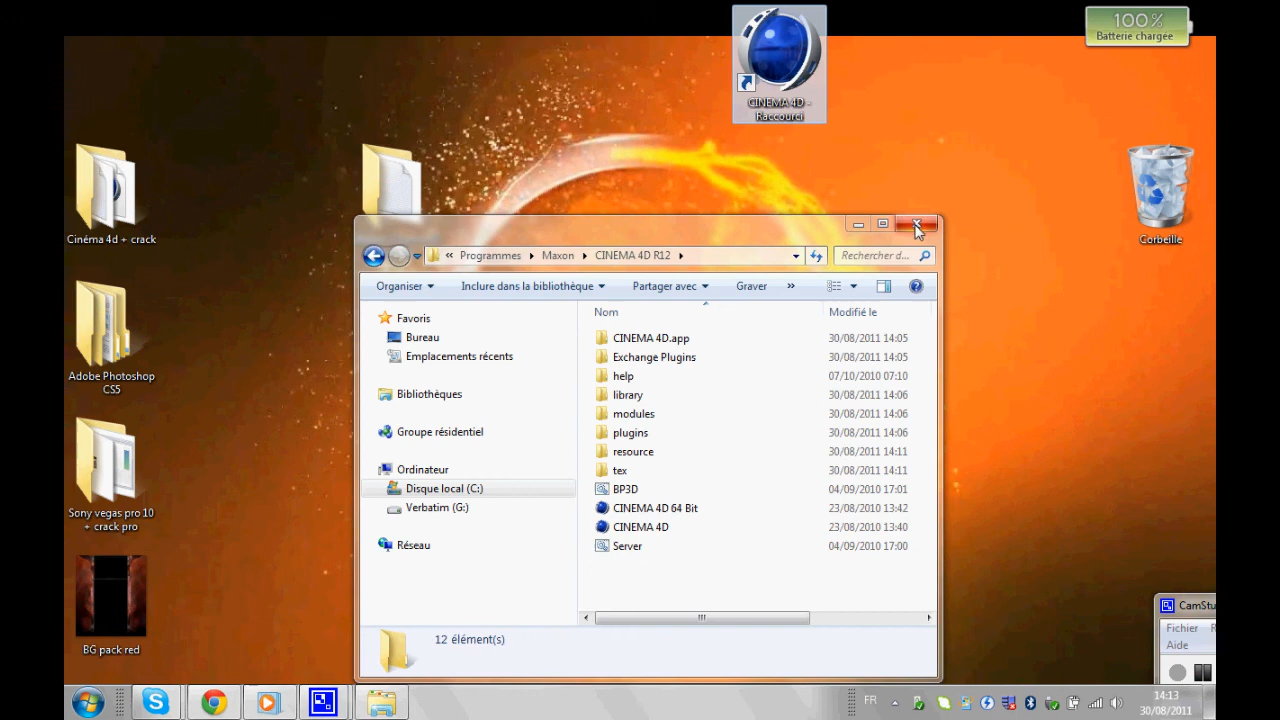 100%
Batterie chargée
CINEMA 4D -
Raccourci
Cinéma 4d + crack
Adobe Photoshop
CS5
Sony vegas pro 10
+ crack pro
BG pack red
Corbeille
« Programmes Maxon CINEMA 4D R12
Rechercher d...
Organiser Inclure dans la bibliothèque Partager avec Graver »
Favoris
Bureau
Emplacements récents
Bibliothèques
Groupe résidentiel
Ordinateur
Disque local (C:)
Verbatim (G:)
Réseau
Nom Modifié le
CINEMA 4D.app 30/08/2011 14:05
Exchange Plugins 30/08/2011 14:05
help 07/10/2010 07:10
library 30/08/2011 14:06
modules 30/08/2011 14:06
plugins 30/08/2011 14:06
resource 30/08/2011 14:11
tex 30/08/2011 14:11
BP3D 04/09/2010 17:01
CINEMA 4D 64 Bit 23/08/2010 13:42
CINEMA 4D 23/08/2010 13:40
Server 04/09/2010 17:00
12 élément(s)
CamStu
Fichier R
Aide
FR
14:13
30/08/2011